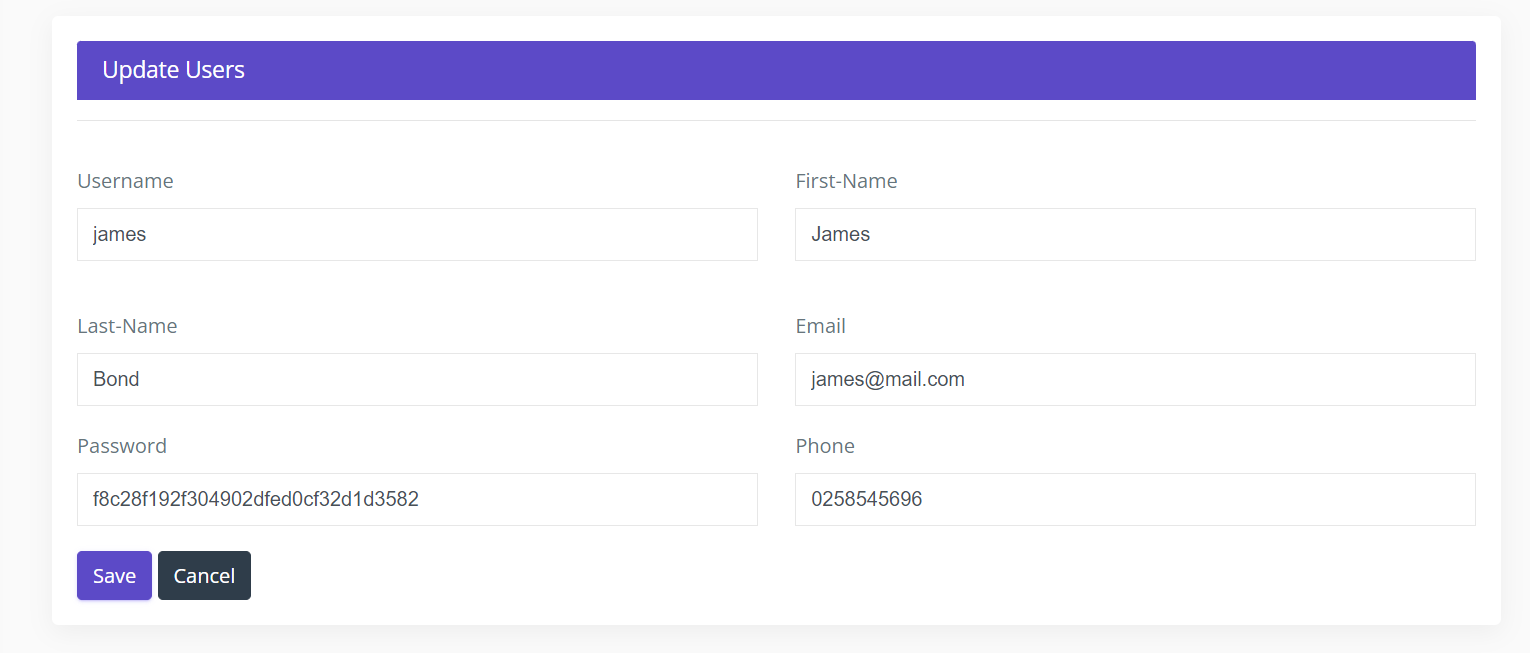 Update Users
Username
First-Name
james
James
Last-Name
Email
Bond
james@mail.com
Password
Phone
f8c28f192f304902dfed0cf32d1d3582
0258545696
Save Cancel